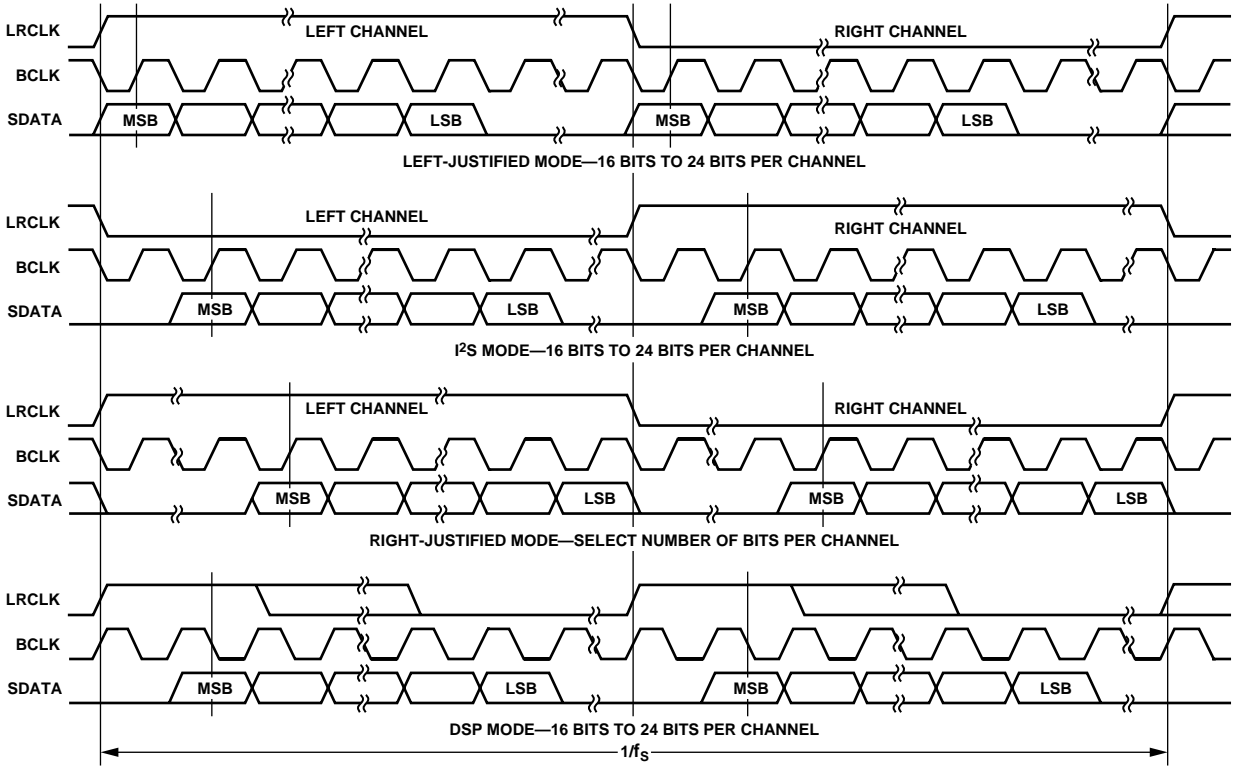 LRCLK
LEFT CHANNEL
RIGHT CHANNEL
BCLK
SDATA
MSB
LSB
MSB
LSB
LEFT-JUSTIFIED MODE—16 BITS TO 24 BITS PER CHANNEL
LRCLK
LEFT CHANNEL
RIGHT CHANNEL
BCLK
SDATA
MSB
LSB
MSB
LSB
I²S MODE—16 BITS TO 24 BITS PER CHANNEL
LRCLK
LEFT CHANNEL
RIGHT CHANNEL
BCLK
SDATA
MSB
LSB
MSB
LSB
RIGHT-JUSTIFIED MODE—SELECT NUMBER OF BITS PER CHANNEL
LRCLK
BCLK
SDATA
MSB
LSB
MSB
LSB
DSP MODE—16 BITS TO 24 BITS PER CHANNEL
1/fS